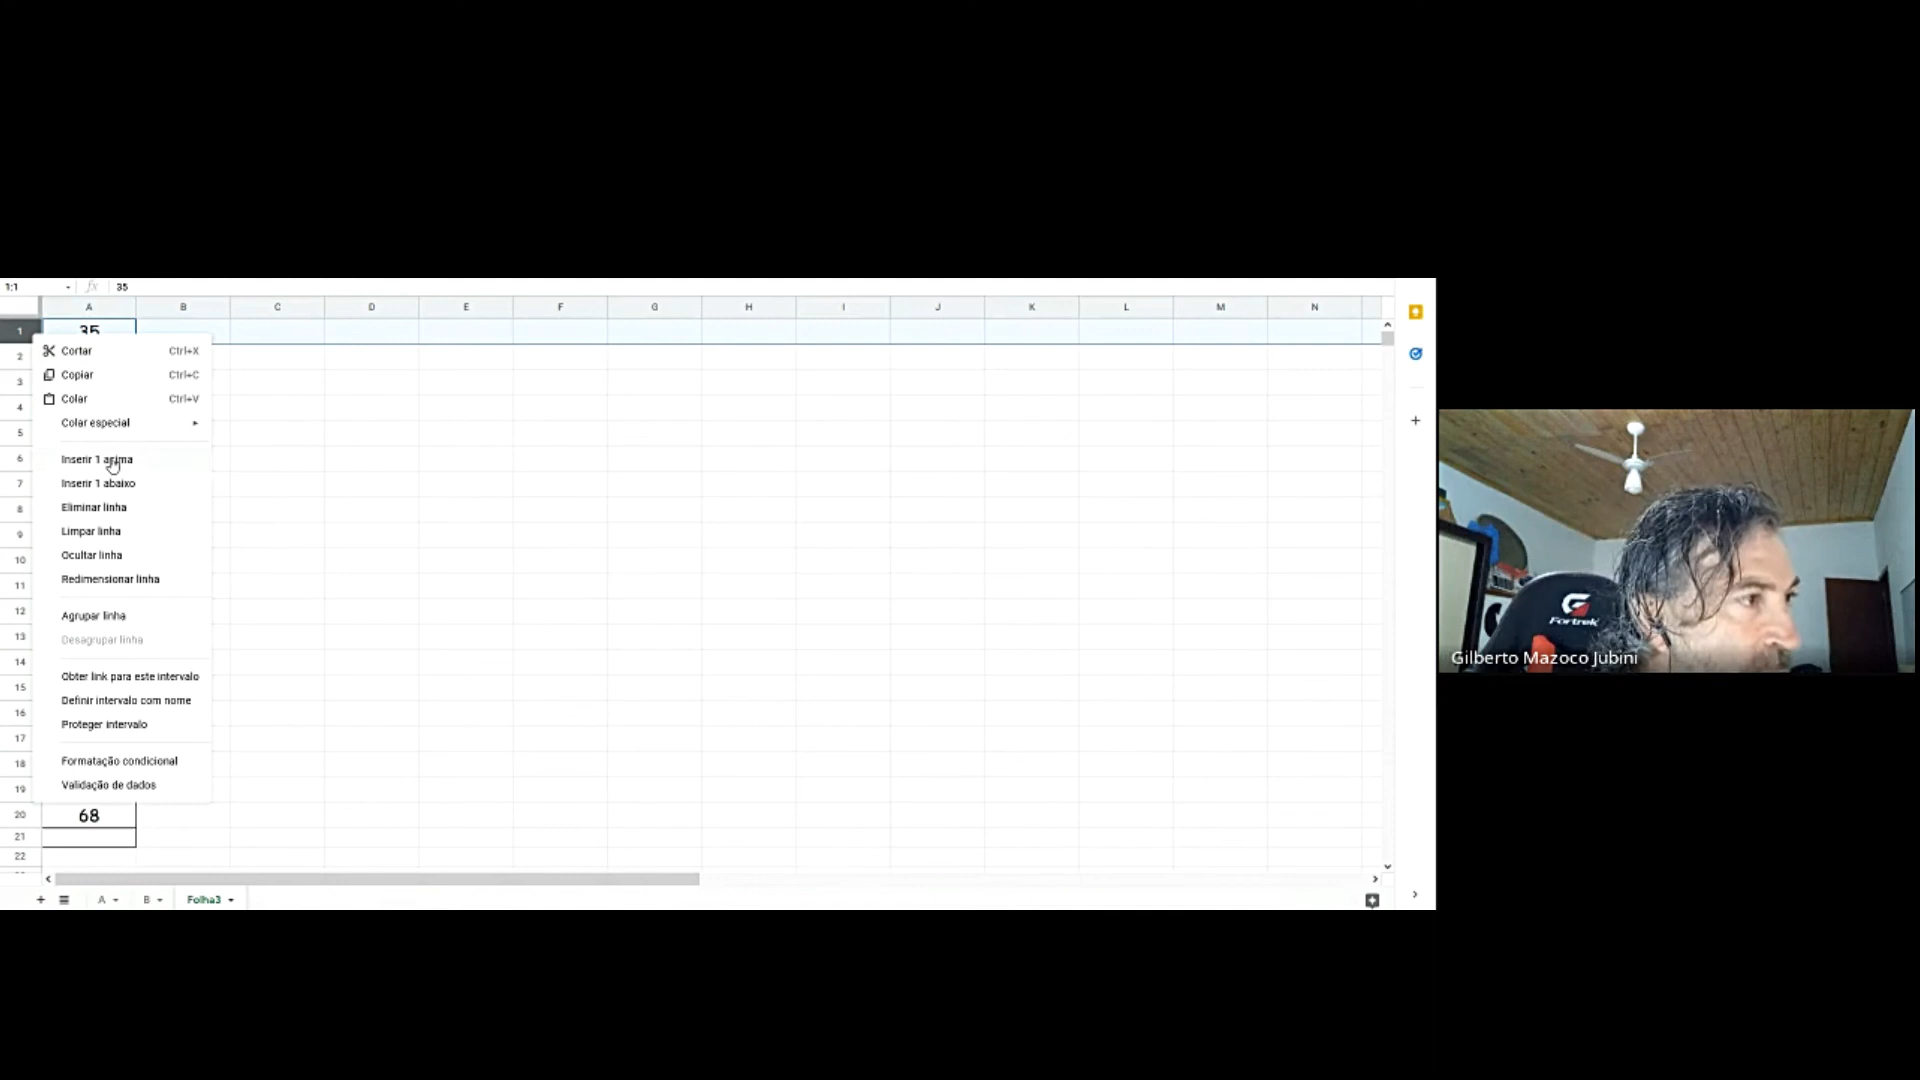 1:1 fx 35
A B C D E F G H I J K L M N
1 35
2
3
4
5
6
7
8
9
10
11
12
13
14
15
16
17
18
19
20 68
21
22
Cortar Ctrl+X
Copiar Ctrl+C
Colar Ctrl+V
Colar especial
Inserir 1 acima
Inserir 1 abaixo
Eliminar linha
Limpar linha
Ocultar linha
Redimensionar linha
Agrupar linha
Desagrupar linha
Obter link para este intervalo
Definir intervalo com nome
Proteger intervalo
Formatação condicional
Validação de dados
A B Folha3
Fortrek
Gilberto Mazoco Jubini